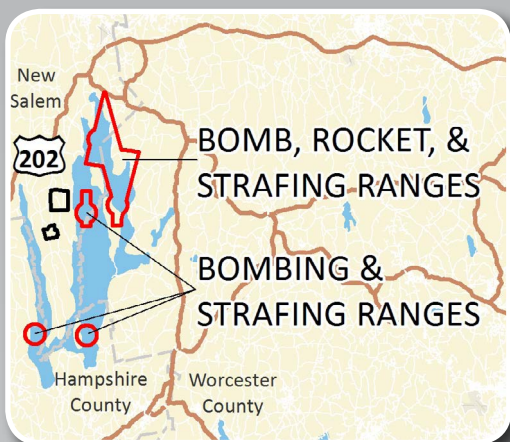 New
Salem
202
BOMB, ROCKET, &
STRAFING RANGES
BOMBING &
STRAFING RANGES
Hampshire
County
Worcester
County